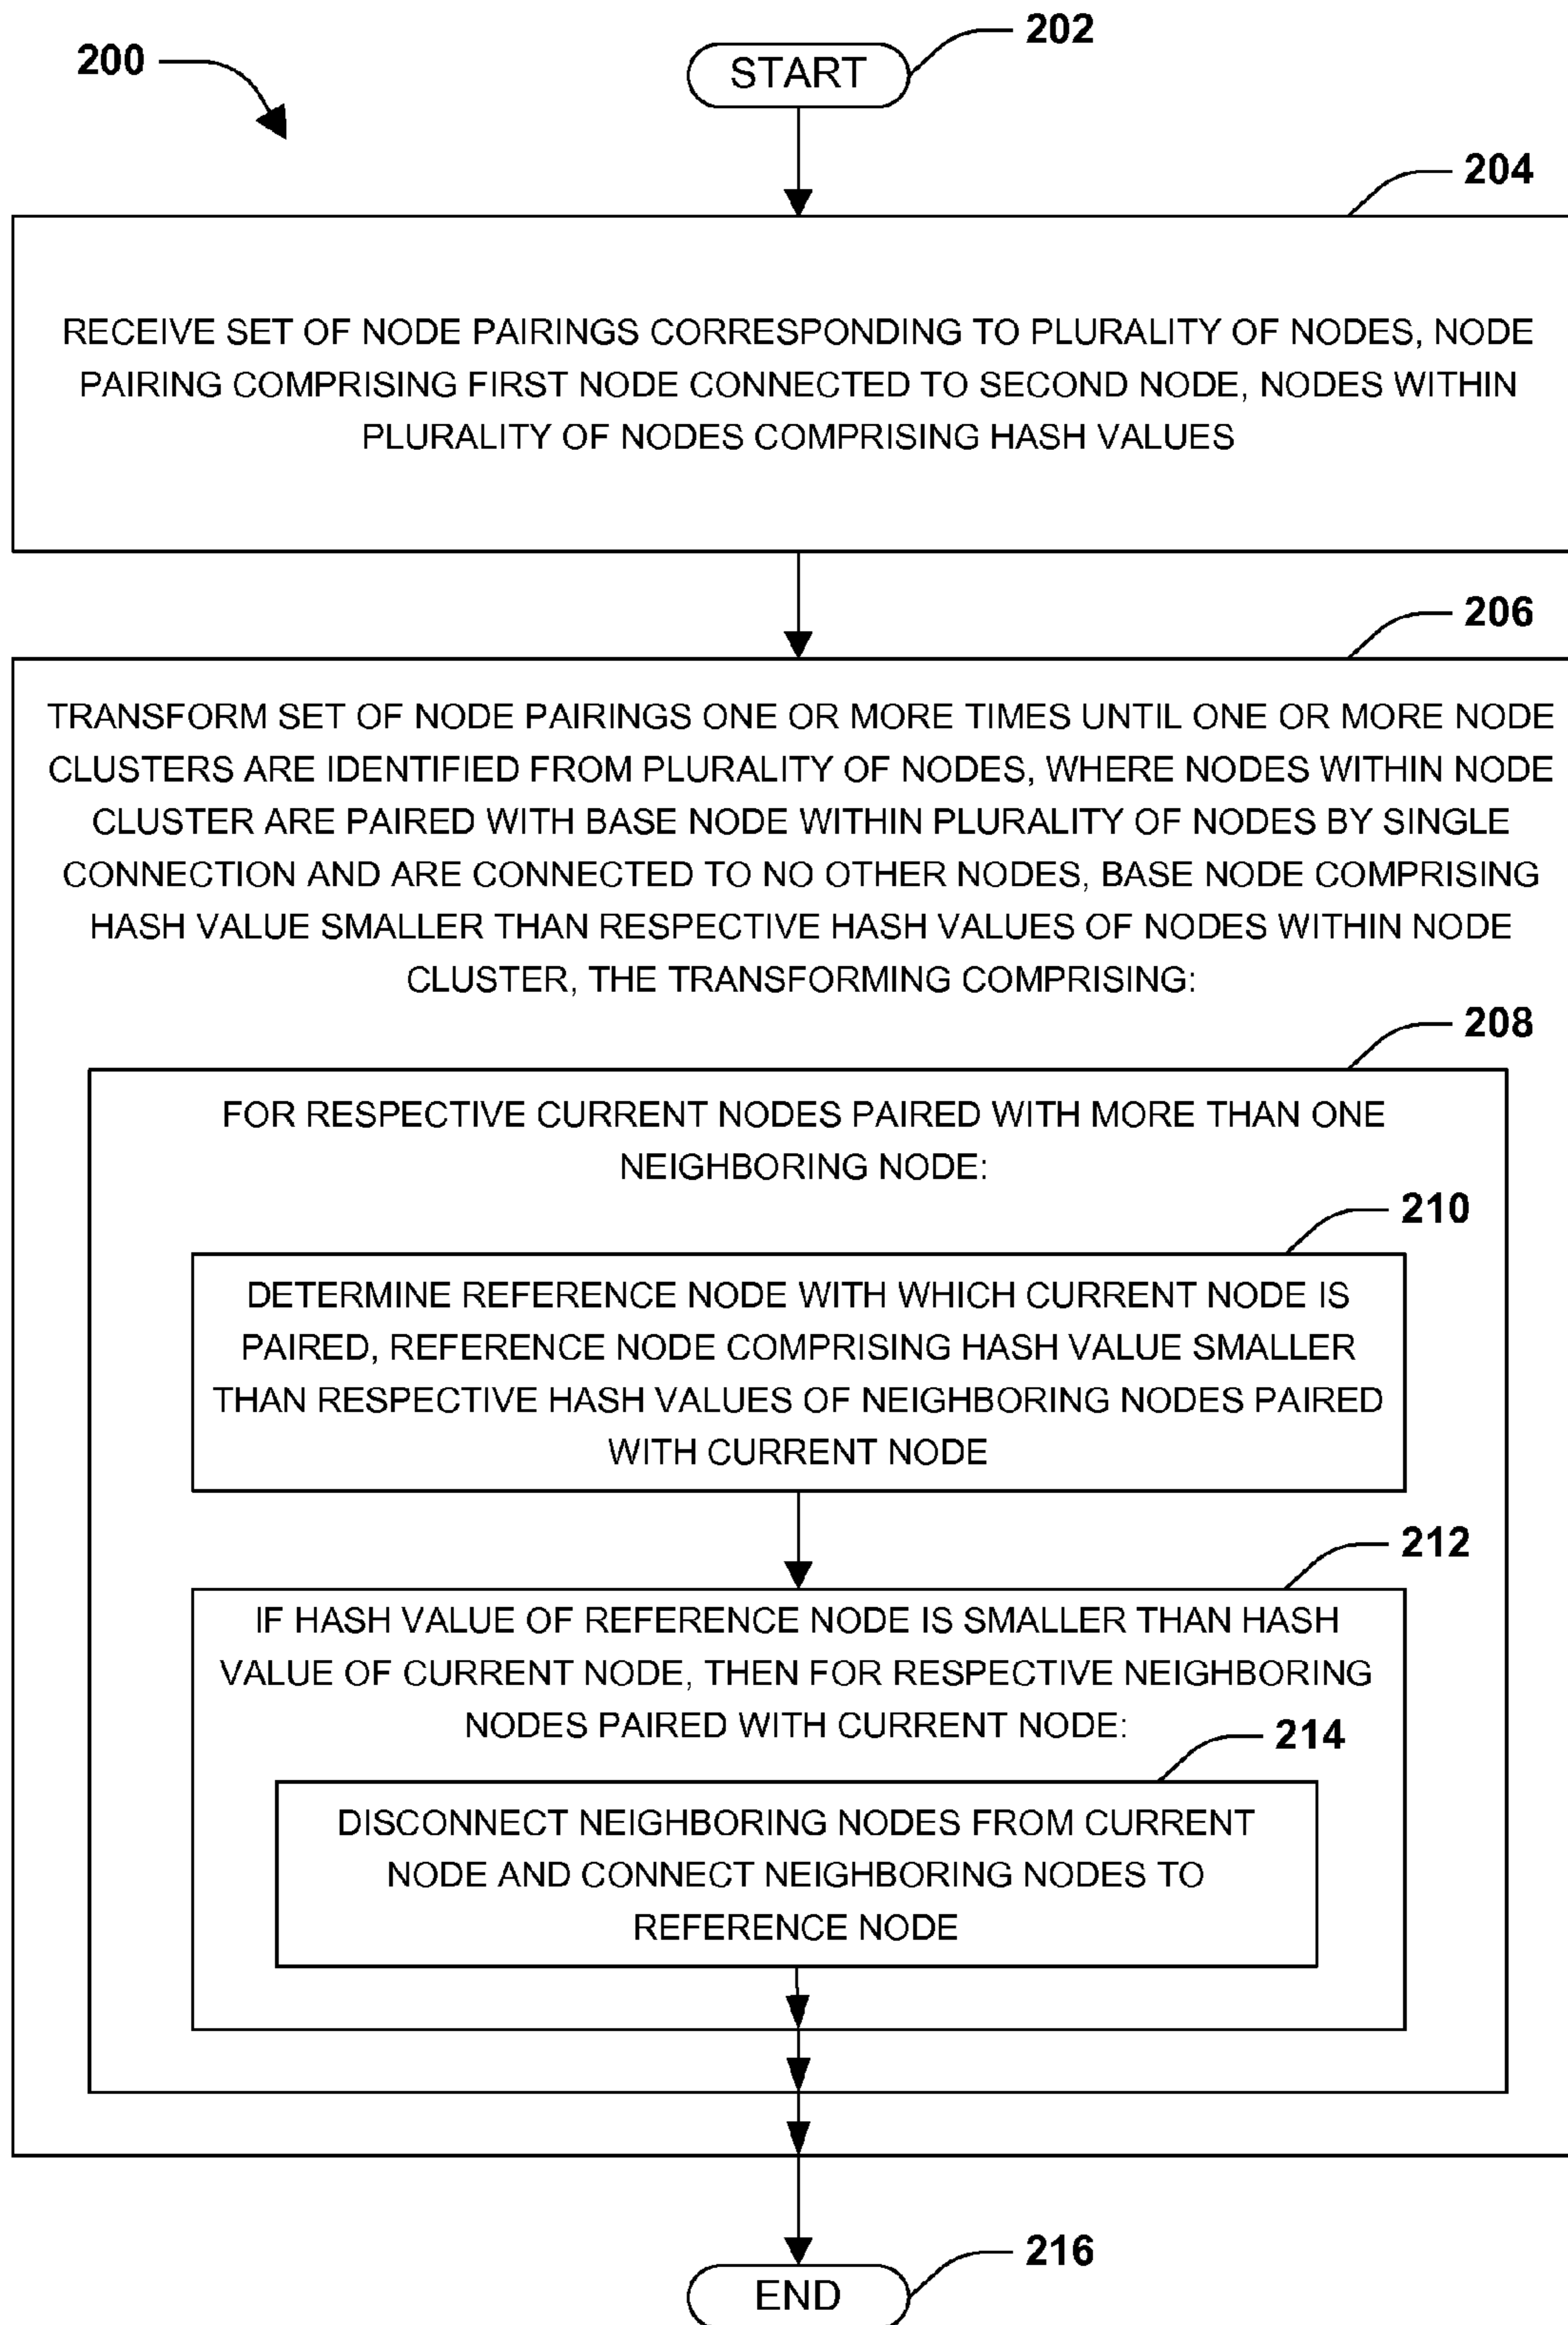 200
START
202
204
RECEIVE SET OF NODE PAIRINGS CORRESPONDING TO PLURALITY OF NODES, NODE
PAIRING COMPRISING FIRST NODE CONNECTED TO SECOND NODE, NODES WITHIN
PLURALITY OF NODES COMPRISING HASH VALUES
206
TRANSFORM SET OF NODE PAIRINGS ONE OR MORE TIMES UNTIL ONE OR MORE NODE
CLUSTERS ARE IDENTIFIED FROM PLURALITY OF NODES, WHERE NODES WITHIN NODE
CLUSTER ARE PAIRED WITH BASE NODE WITHIN PLURALITY OF NODES BY SINGLE
CONNECTION AND ARE CONNECTED TO NO OTHER NODES, BASE NODE COMPRISING
HASH VALUE SMALLER THAN RESPECTIVE HASH VALUES OF NODES WITHIN NODE
CLUSTER, THE TRANSFORMING COMPRISING:
208
FOR RESPECTIVE CURRENT NODES PAIRED WITH MORE THAN ONE
NEIGHBORING NODE:
210
DETERMINE REFERENCE NODE WITH WHICH CURRENT NODE IS
PAIRED, REFERENCE NODE COMPRISING HASH VALUE SMALLER
THAN RESPECTIVE HASH VALUES OF NEIGHBORING NODES PAIRED
WITH CURRENT NODE
212
IF HASH VALUE OF REFERENCE NODE IS SMALLER THAN HASH
VALUE OF CURRENT NODE, THEN FOR RESPECTIVE NEIGHBORING
NODES PAIRED WITH CURRENT NODE:
214
DISCONNECT NEIGHBORING NODES FROM CURRENT
NODE AND CONNECT NEIGHBORING NODES TO
REFERENCE NODE
216
END